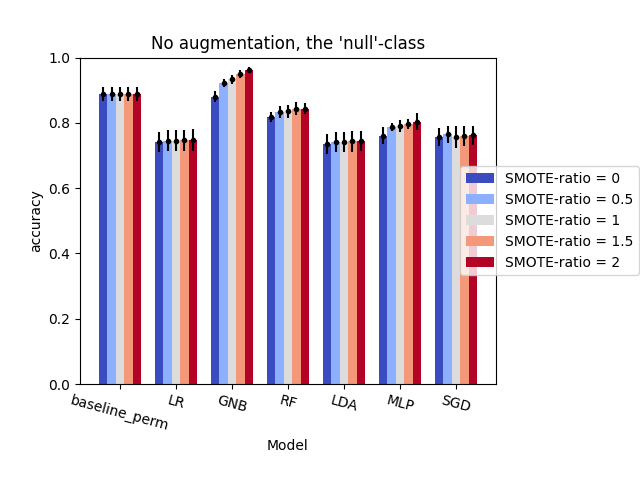 No augmentation, the 'null'-class
1.0
0.8
0.6
0.4
0.2
0.0
accuracy
SMOTE-ratio = 0
SMOTE-ratio = 0.5
SMOTE-ratio = 1
SMOTE-ratio = 1.5
SMOTE-ratio = 2
baseline_perm
LR
GNB
RF
LDA
MLP
SGD
Model